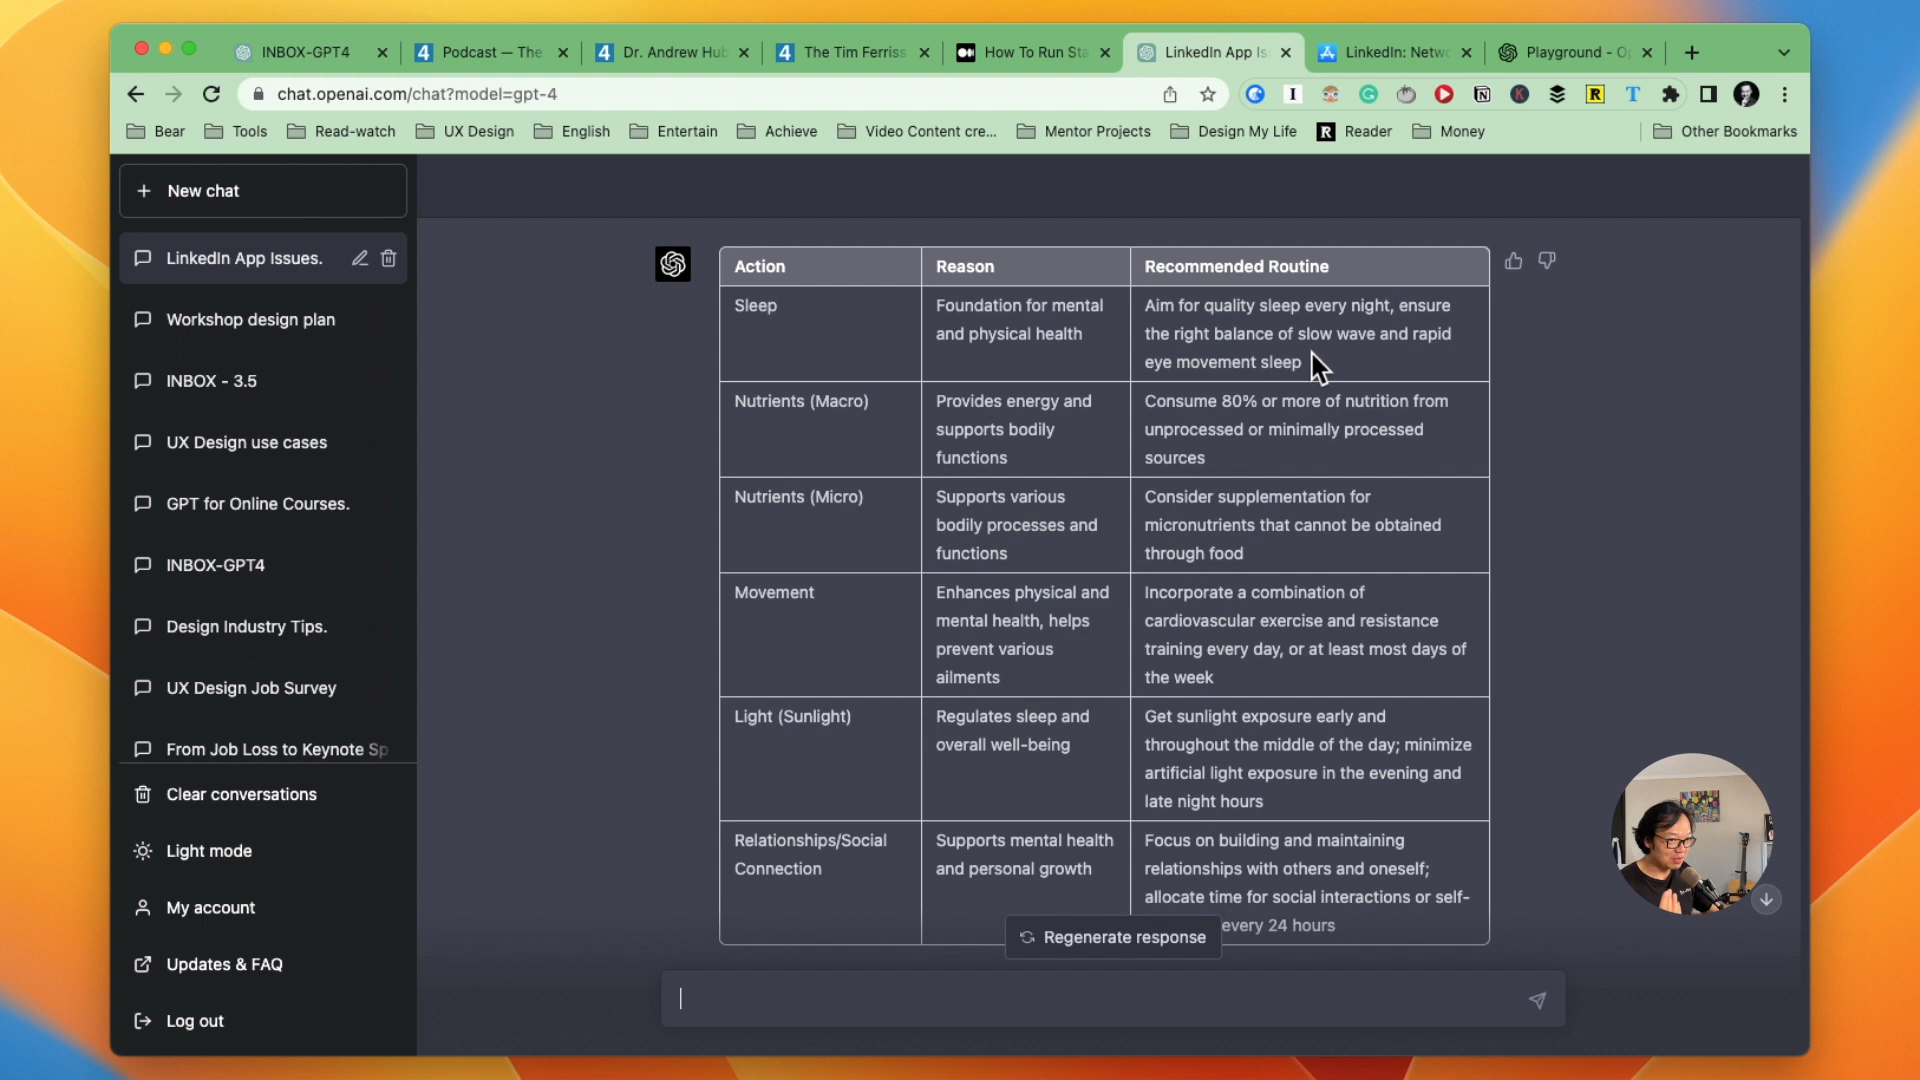 INBOX-GPT4
Podcast — The
Dr. Andrew Hub
The Tim Ferriss
How To Run Sta
LinkedIn App Is
LinkedIn: Netwo
Playground - Op
chat.openai.com/chat?model=gpt-4
Bear
Tools
Read-watch
UX Design
English
Entertain
Achieve
Video Content cre...
Mentor Projects
Design My Life
Reader
Money
Other Bookmarks
New chat
LinkedIn App Issues.
Workshop design plan
INBOX - 3.5
UX Design use cases
GPT for Online Courses.
INBOX-GPT4
Design Industry Tips.
UX Design Job Survey
From Job Loss to Keynote Sp
Clear conversations
Light mode
My account
Updates & FAQ
Log out
Action
Reason
Recommended Routine
Sleep
Foundation for mental
and physical health
Aim for quality sleep every night, ensure
the right balance of slow wave and rapid
eye movement sleep
Nutrients (Macro)
Provides energy and
supports bodily
functions
Consume 80% or more of nutrition from
unprocessed or minimally processed
sources
Nutrients (Micro)
Supports various
bodily processes and
functions
Consider supplementation for
micronutrients that cannot be obtained
through food
Movement
Enhances physical and
mental health, helps
prevent various
ailments
Incorporate a combination of
cardiovascular exercise and resistance
training every day, or at least most days of
the week
Light (Sunlight)
Regulates sleep and
overall well-being
Get sunlight exposure early and
throughout the middle of the day; minimize
artificial light exposure in the evening and
late night hours
Relationships/Social
Connection
Supports mental health
and personal growth
Focus on building and maintaining
relationships with others and oneself;
allocate time for social interactions or self-
every 24 hours
Regenerate response